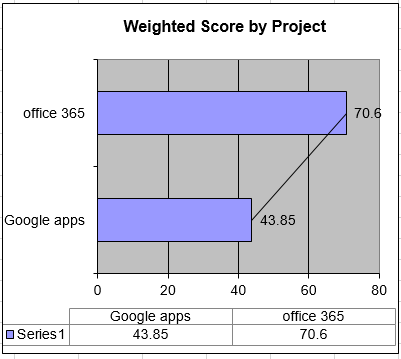 Weighted Score by Project
office 365
70.6
Google apps
43.85
0 20 40 60 80
Google apps office 365
Series1 43.85 70.6